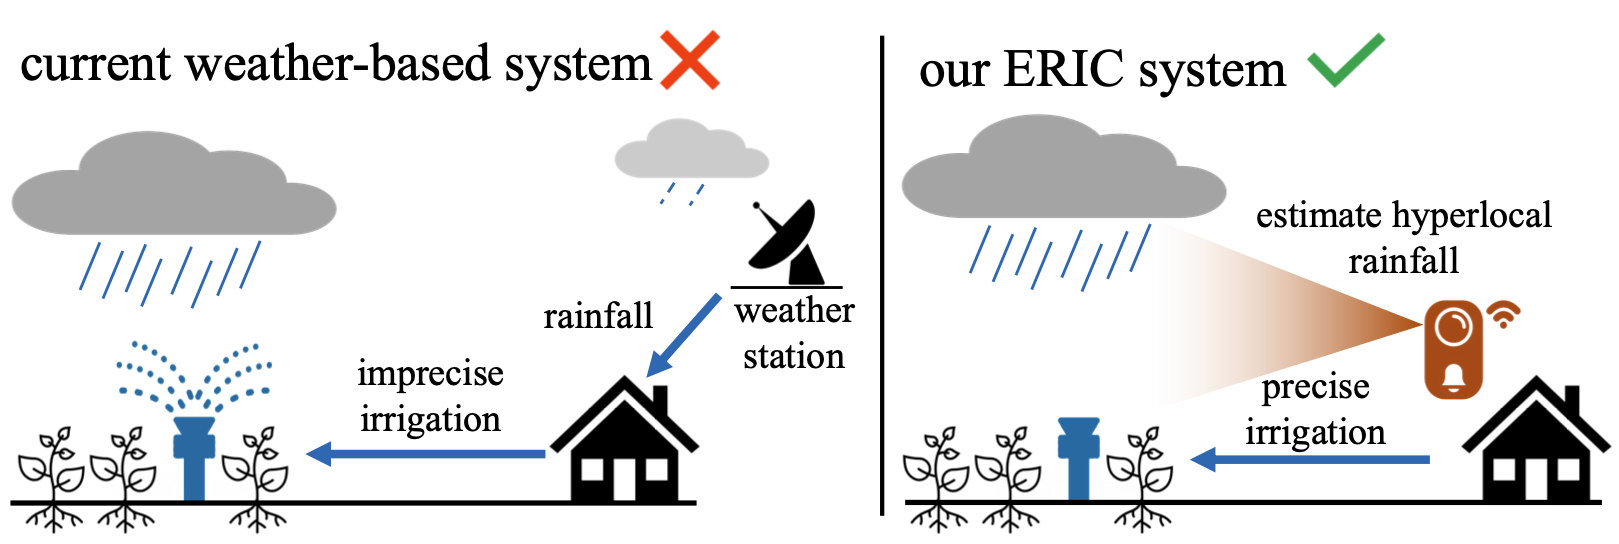 current weather-based system
rainfall
weather
station
imprecise
irrigation
our ERIC system
estimate hyperlocal
rainfall
precise
irrigation